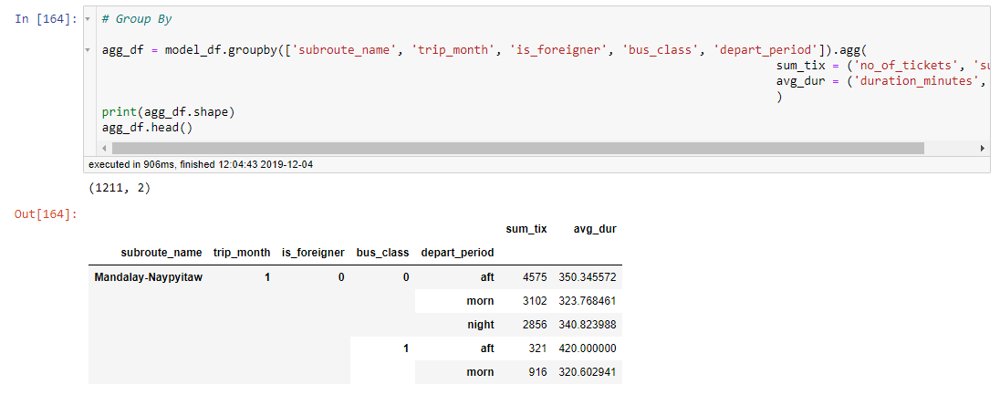 In [164]:
# Group By
agg_df = model_df.groupby(['subroute_name', 'trip_month', 'is_foreigner', 'bus_class', 'depart_period']).agg(
sum_tix = ('no_of_tickets', 'su
avg_dur = ('duration_minutes',
)
print(agg_df.shape)
agg_df.head()
executed in 906ms, finished 12:04:43 2019-12-04
(1211, 2)
Out[164]:
sum_tix avg_dur
subroute_name trip_month is_foreigner bus_class depart_period
Mandalay-Naypyitaw 1 0 0 aft 4575 350.345572
morn 3102 323.768461
night 2856 340.823988
1 aft 321 420.000000
morn 916 320.602941